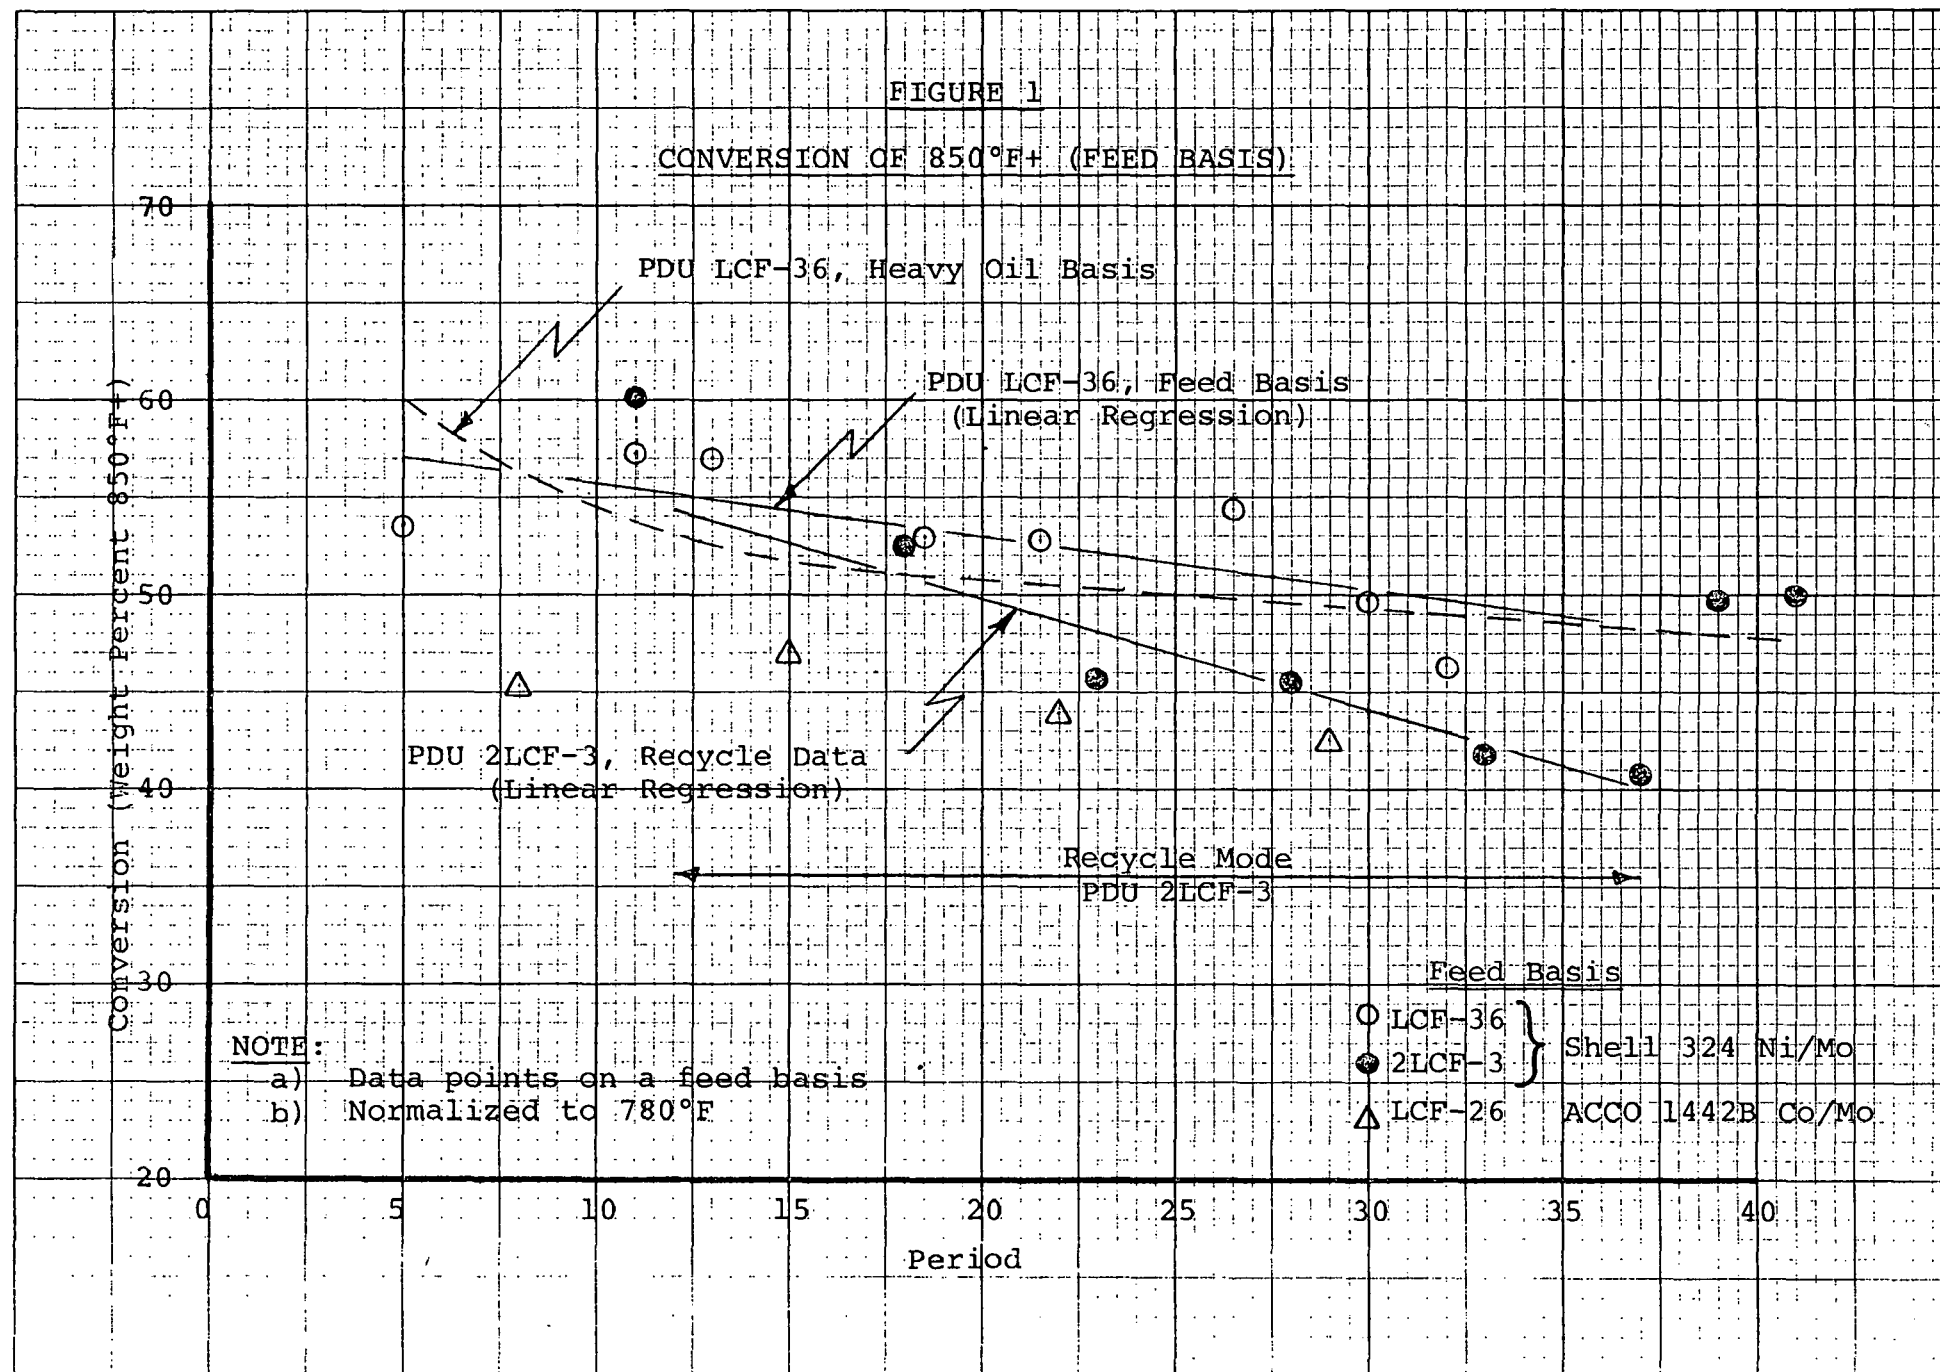 FIGURE 1
CONVERSION OF 850°F+ (FEED BASIS)
70
PDU LCF-36, Heavy Oil Basis
PDU LCF-36, Feed Basis
(Linear Regression)
60
50
PDU 2LCF-3, Recycle Data
(Linear Regression)
40
Recycle Mode
PDU 2LCF-3
30
20
Conversion (Weight Percent 850°F+)
Feed Basis
LCF-36
2LCF-3
Shell 324 Ni/Mo
LCF-26 ACCO 1442B Co/Mo
NOTE:
a) Data points on a feed basis
b) Normalized to 780°F
0 5 10 15 20 25 30 35 40
Period